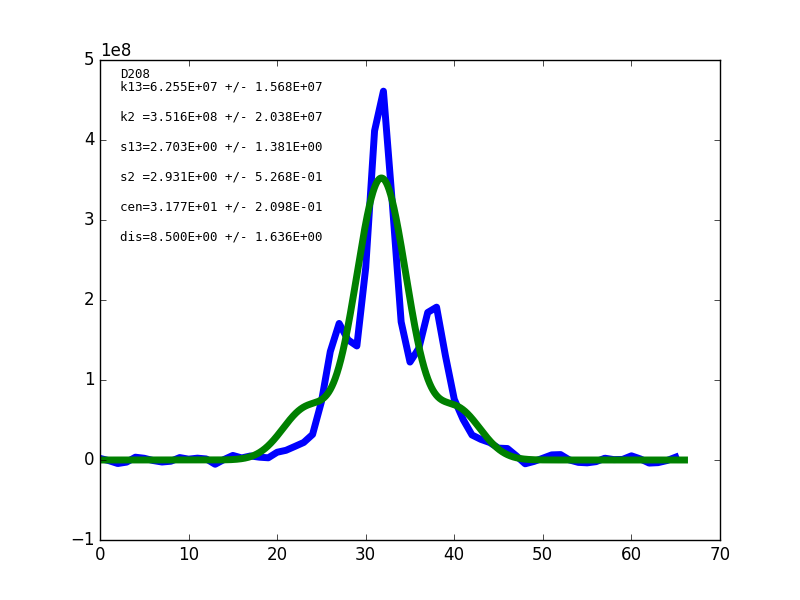 1e8
5
D208
k13=6.255E+07 +/- 1.568E+07
k2 =3.516E+08 +/- 2.038E+07
4
s13=2.703E+00 +/- 1.381E+00
s2 =2.931E+00 +/- 5.268E-01
cen=3.177E+01 +/- 2.098E-01
3
dis=8.500E+00 +/- 1.636E+00
2
1
0
−1
0 10 20 30 40 50 60 70